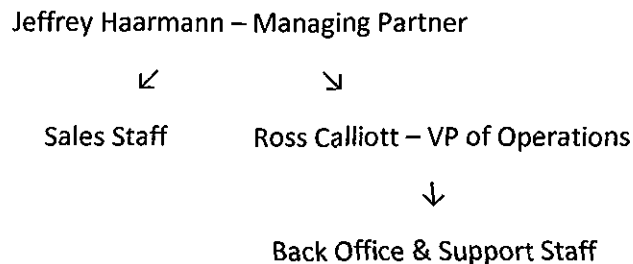 Jeffrey Haarmann – Managing Partner
↙ ↘
Sales Staff Ross Calliott – VP of Operations
↓
Back Office & Support Staff